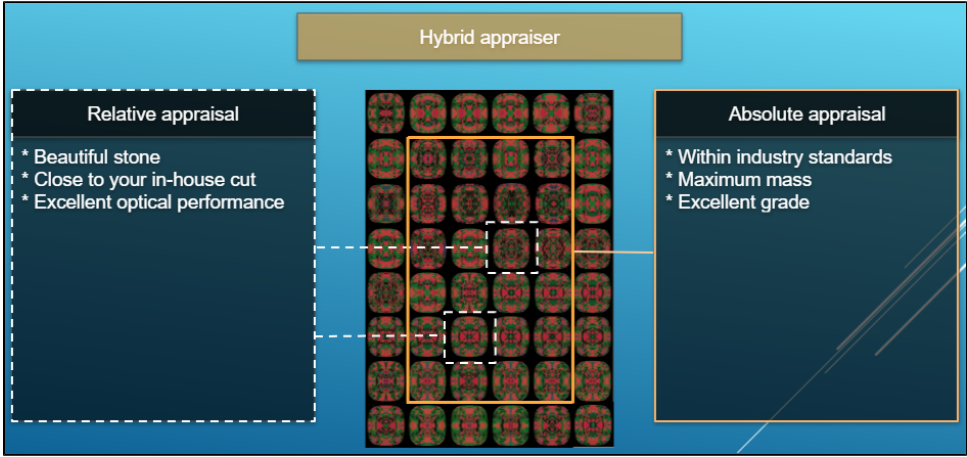 Hybrid appraiser
Relative appraisal
* Beautiful stone
* Close to your in-house cut
* Excellent optical performance
Absolute appraisal
* Within industry standards
* Maximum mass
* Excellent grade